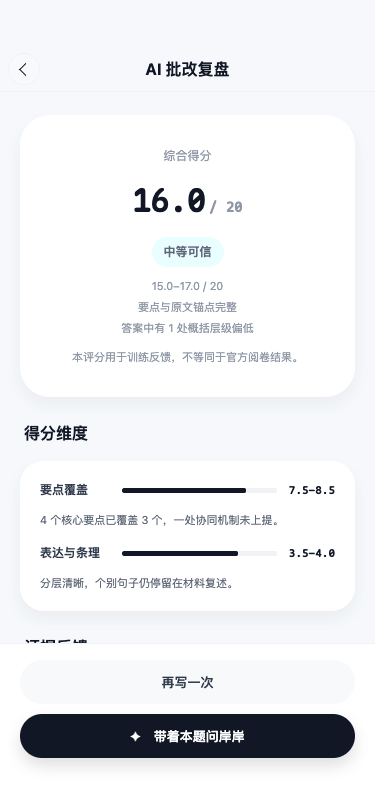 AI 批改复盘
综合得分
16.0 / 20
中等可信
15.0–17.0 / 20
要点与原文锚点完整
答案中有 1 处概括层级偏低
本评分用于训练反馈，不等同于官方阅卷结果。
得分维度
要点覆盖 7.5–8.5
4 个核心要点已覆盖 3 个，一处协同机制未上提。
表达与条理 3.5–4.0
分层清晰，个别句子仍停留在材料复述。
再写一次
✦ 带着本题问岸岸